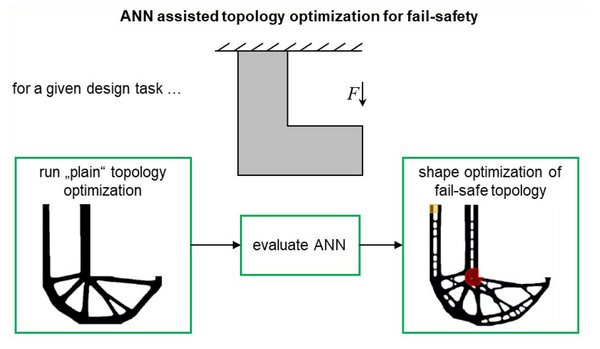 ANN assisted topology optimization for fail-safety
for a given design task …
F
run „plain“ topology
optimization
evaluate ANN
shape optimization of
fail-safe topology